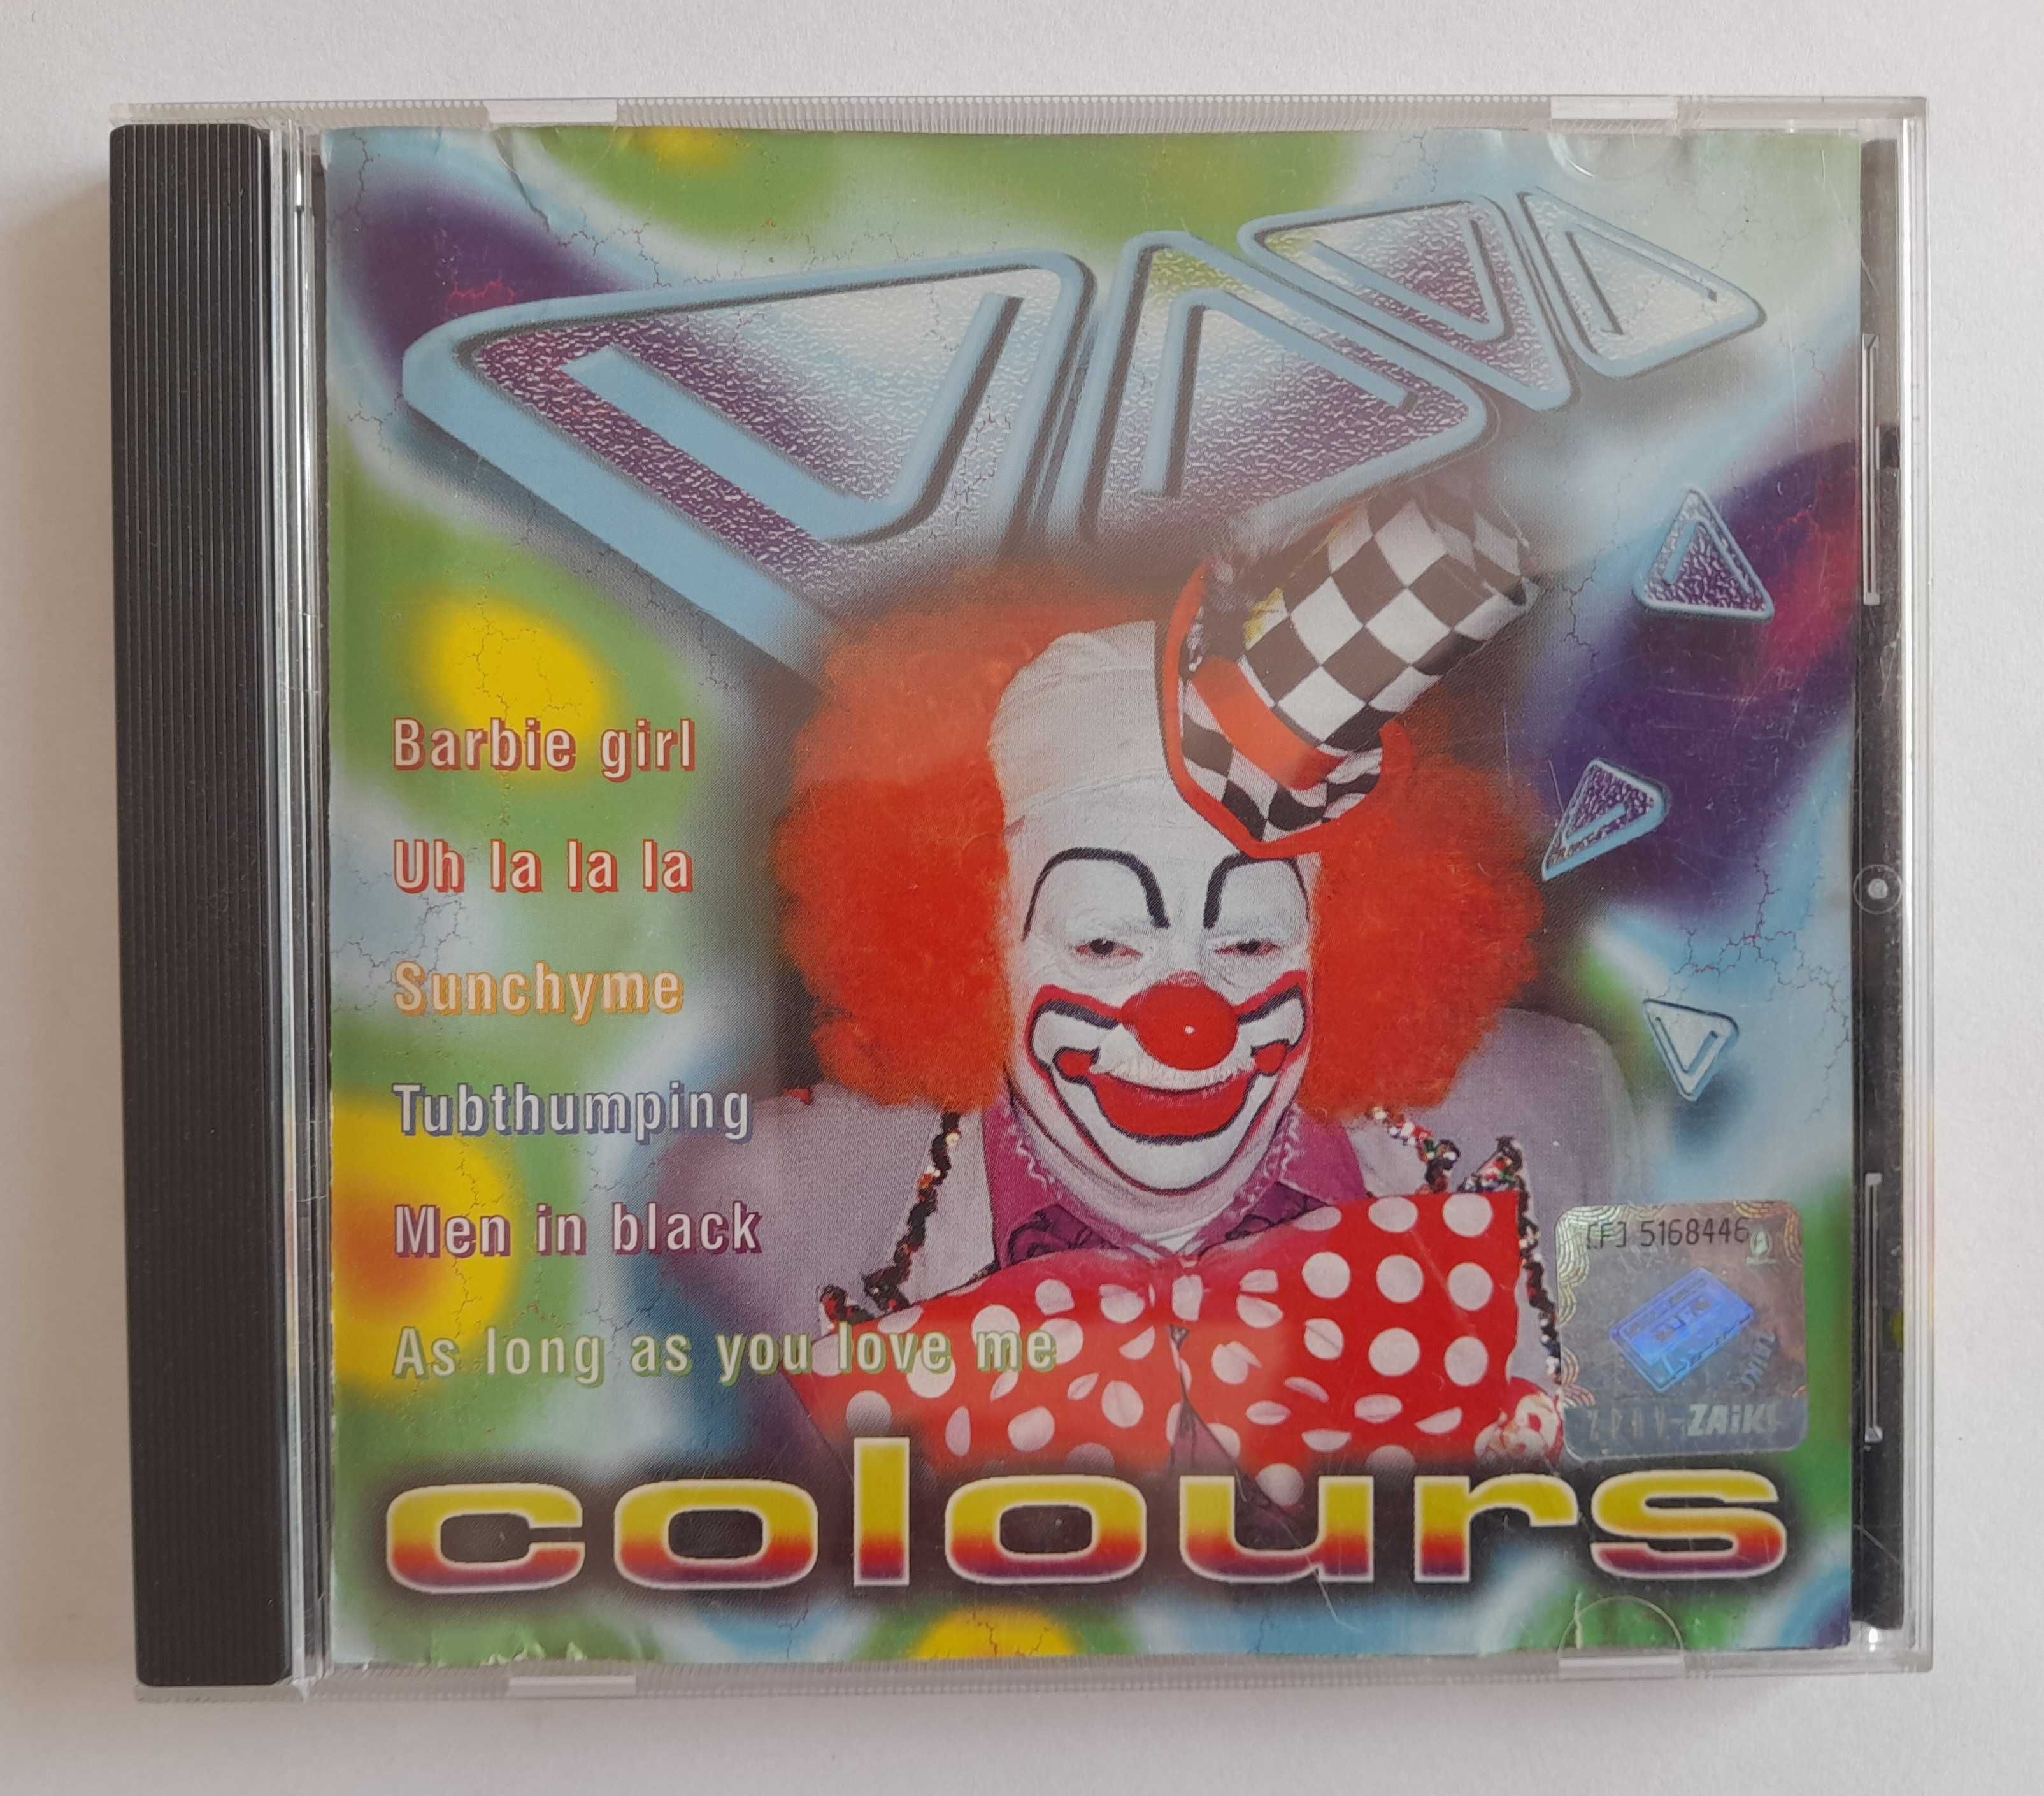 Barbie girl
Uh la la la
Sunchyme
Tubthumping
Men in black
As long as you love me
[F] 5168446
ZPAV-ZAiKS
colours